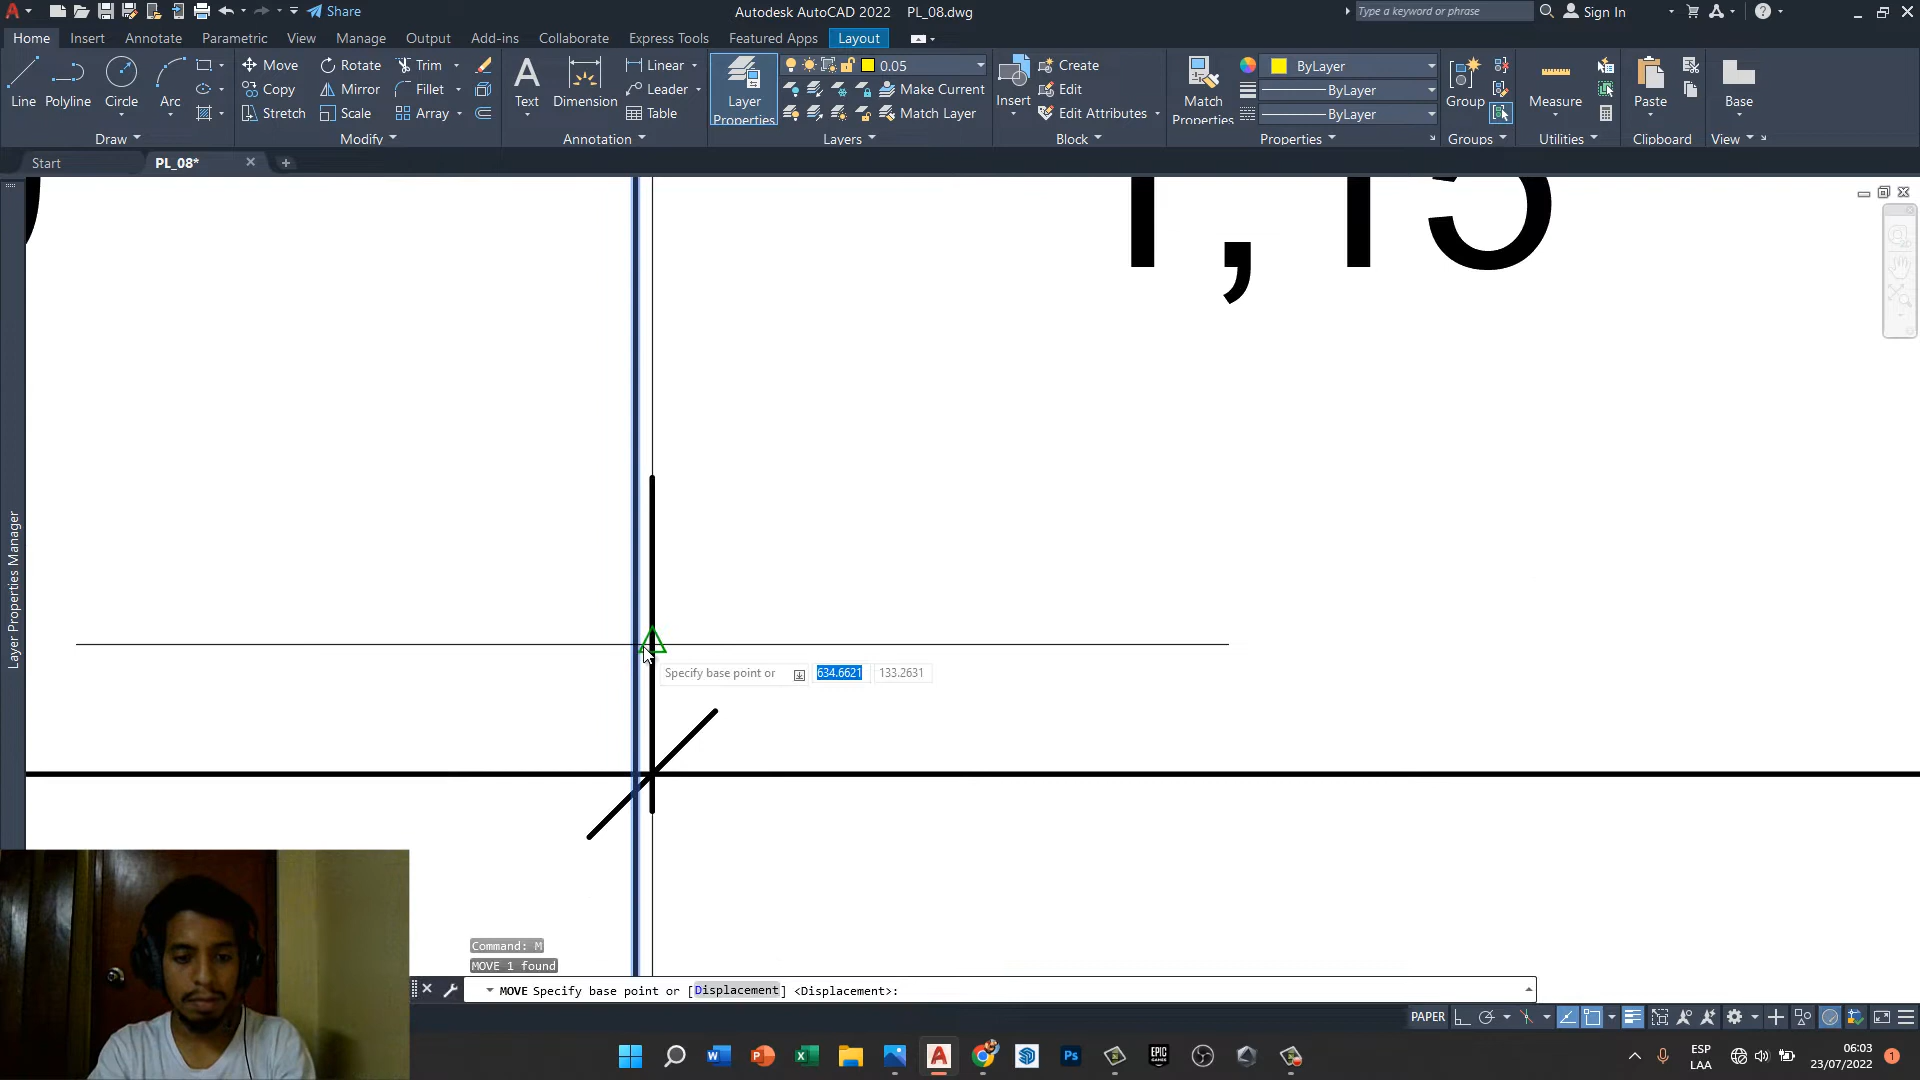 Share
Autodesk AutoCAD 2022 PL_08.dwg
Type a keyword or phrase
Sign In
Home Insert Annotate Parametric View Manage Output Add-ins Collaborate Express Tools Featured Apps Layout
Move Rotate Trim Linear 0.05 Create ByLayer
Copy Mirror Fillet Leader Make Current Edit ByLayer
Line Polyline Circle Arc Text Dimension Layer Properties Insert Match Properties Group Measure Paste Base
Stretch Scale Array Table Match Layer Edit Attributes ByLayer
Draw Modify Annotation Layers Block Properties Groups Utilities Clipboard View
Start PL_08*
1,15
Layer Properties Manager
Specify base point or 634.6621 133.2631
Command: M
MOVE 1 found
MOVE Specify base point or [Displacement] <Displacement>:
PAPER
ESP
LAA
06:03
23/07/2022
1